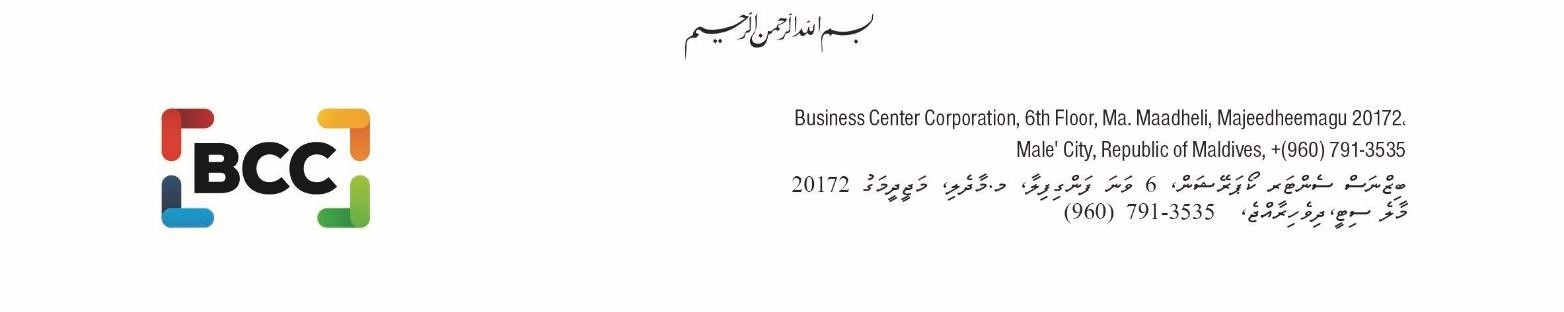 بسم الله الرحمن الرحيم
BCC
Business Center Corporation, 6th Floor, Ma. Maadheli, Majeedheemagu 20172،
Male' City, Republic of Maldives, +(960) 791-3535
ބިޒްނަސް ސެންޓަރ ކޯޕަރޭޝަން، 6 ވަނަ ފަންގިފިލާ، މ.މާދެލި، މަޖީދީމަގު 20172
މާލެ ސިޓީ،ދިވެހިރާއްޖެ، 791-3535 (960)